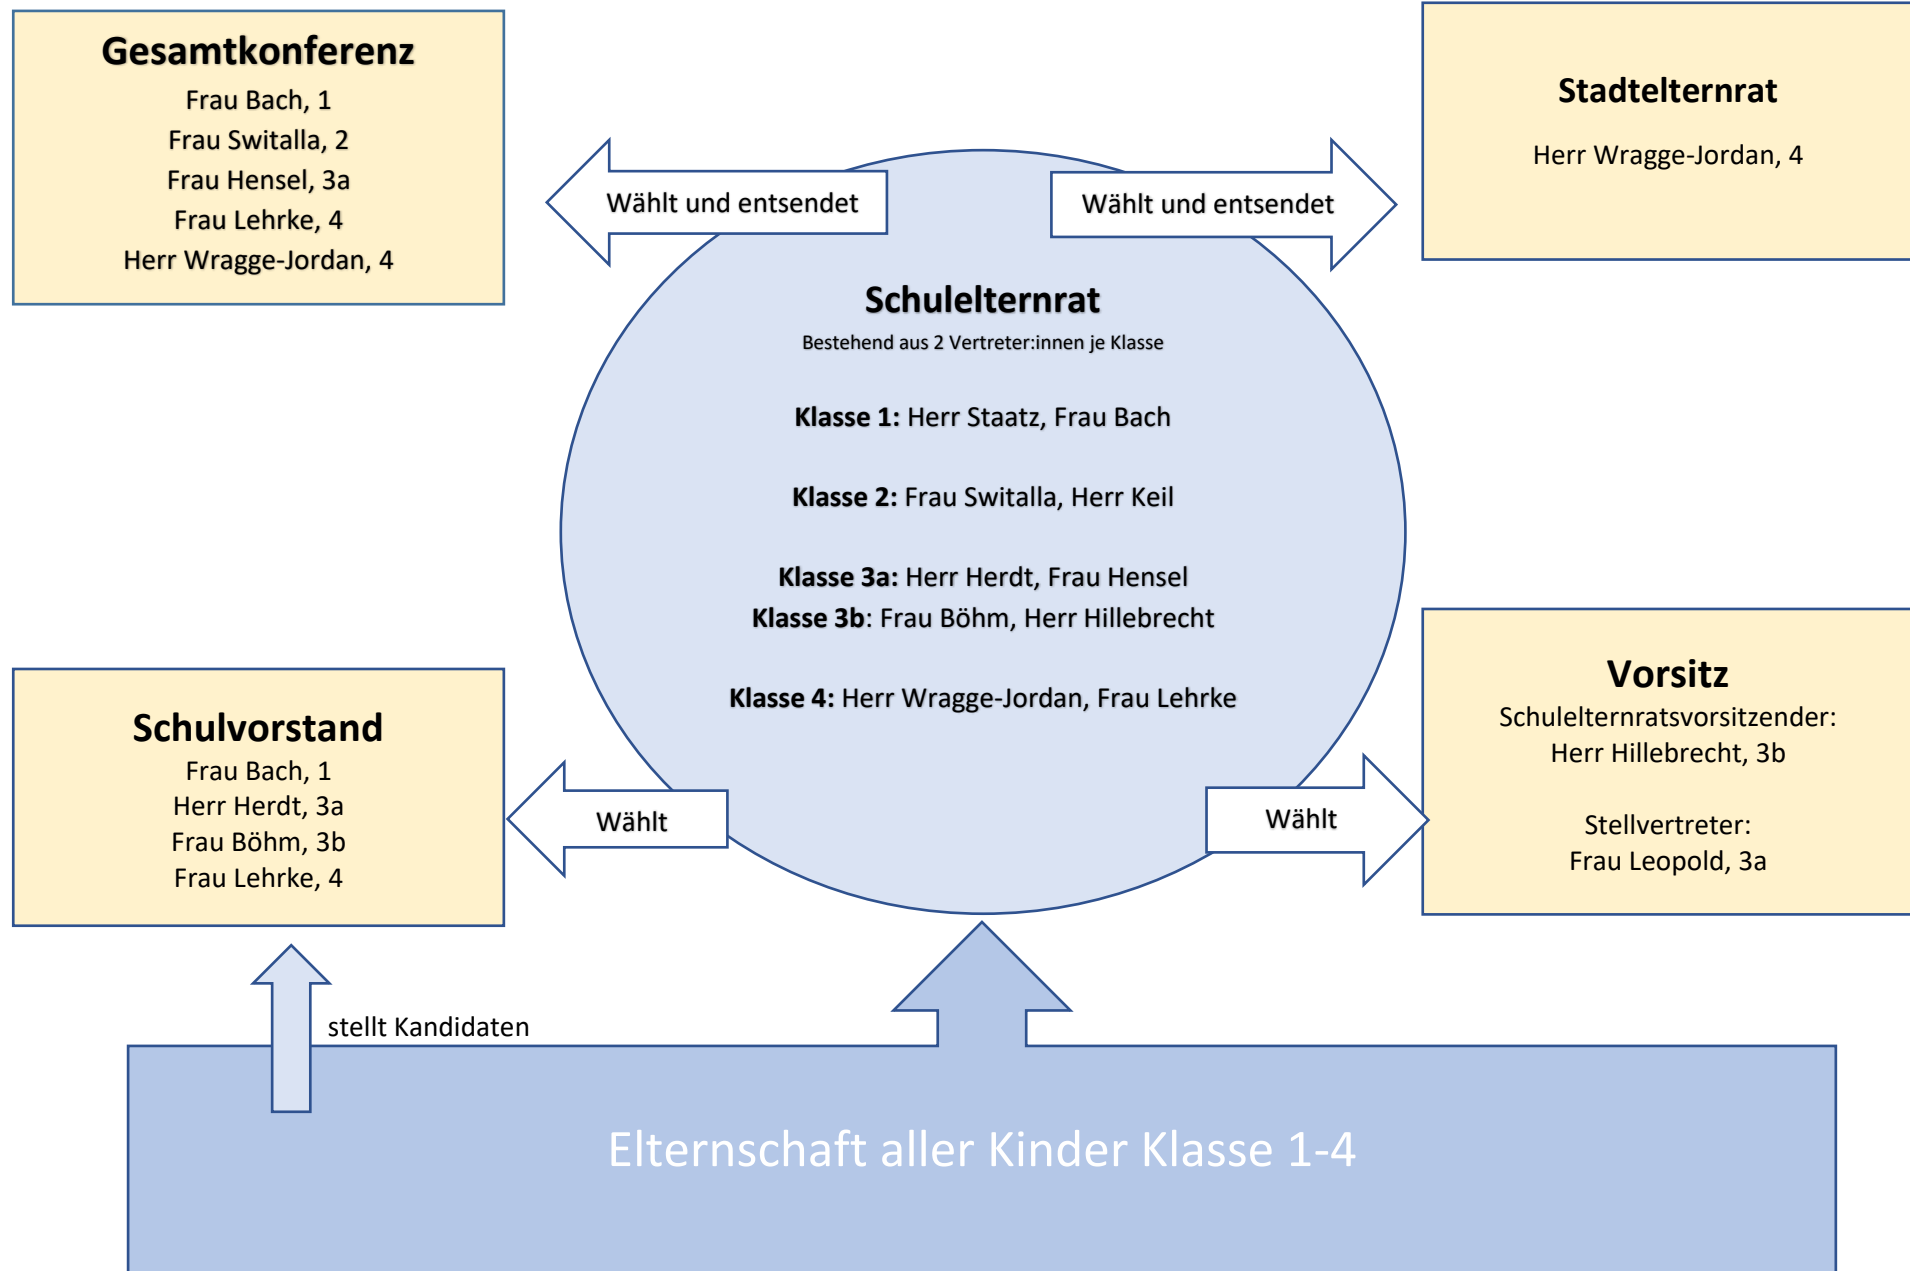 Gesamtkonferenz
Frau Bach, 1
Frau Switalla, 2
Frau Hensel, 3a
Frau Lehrke, 4
Herr Wragge-Jordan, 4
Wählt und entsendet
Wählt und entsendet
Stadtelternrat
Herr Wragge-Jordan, 4
Schulelternrat
Bestehend aus 2 Vertreter:innen je Klasse
Klasse 1: Herr Staatz, Frau Bach
Klasse 2: Frau Switalla, Herr Keil
Klasse 3a: Herr Herdt, Frau Hensel
Klasse 3b: Frau Böhm, Herr Hillebrecht
Klasse 4: Herr Wragge-Jordan, Frau Lehrke
Schulvorstand
Frau Bach, 1
Herr Herdt, 3a
Frau Böhm, 3b
Frau Lehrke, 4
Wählt
Wählt
Vorsitz
Schulelternratsvorsitzender:
Herr Hillebrecht, 3b
Stellvertreter:
Frau Leopold, 3a
stellt Kandidaten
Elternschaft aller Kinder Klasse 1-4